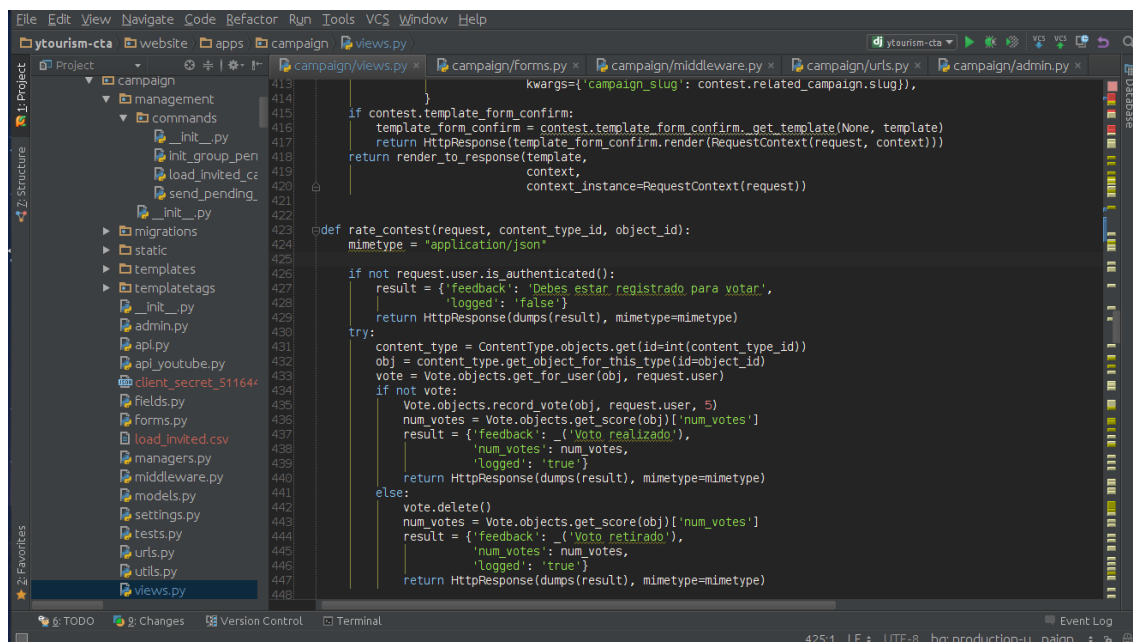 File Edit View Navigate Code Refactor Run Tools VCS Window Help
ytourism-cta website apps campaign views.py
ytourism-cta VCS VCS
1: Project
Z: Structure
2: Favorites
Database
Project
campaign
management
commands
__init__.py
init_group_pen
load_invited_ca
send_pending_
__init__.py
migrations
static
templates
templatetags
__init__.py
admin.py
api.py
api_youtube.py
client_secret_511644
fields.py
forms.py
load_invited.csv
managers.py
middleware.py
models.py
settings.py
tests.py
urls.py
utils.py
views.py
campaign/views.py × campaign/forms.py × campaign/middleware.py × campaign/urls.py × campaign/admin.py ×
413 kwargs={'campaign_slug': contest.related_campaign.slug}),
414 }
415 if contest.template_form_confirm:
416 template_form_confirm = contest.template_form_confirm._get_template(None, template)
417 return HttpResponse(template_form_confirm.render(RequestContext(request, context)))
418 return render_to_response(template,
419 context,
420 context_instance=RequestContext(request))
421
422
423 def rate_contest(request, content_type_id, object_id):
424 mimetype = "application/json"
425
426 if not request.user.is_authenticated():
427 result = {'feedback': 'Debes estar registrado para votar',
428 'logged': 'false'}
429 return HttpResponse(dumps(result), mimetype=mimetype)
430 try:
431 content_type = ContentType.objects.get(id=int(content_type_id))
432 obj = content_type.get_object_for_this_type(id=object_id)
433 vote = Vote.objects.get_for_user(obj, request.user)
434 if not vote:
435 Vote.objects.record_vote(obj, request.user, 5)
436 num_votes = Vote.objects.get_score(obj)['num_votes']
437 result = {'feedback': _('Voto realizado'),
438 'num_votes': num_votes,
439 'logged': 'true'}
440 return HttpResponse(dumps(result), mimetype=mimetype)
441 else:
442 vote.delete()
443 num_votes = Vote.objects.get_score(obj)['num_votes']
444 result = {'feedback': _('Voto retirado'),
445 'num_votes': num_votes,
446 'logged': 'true'}
447 return HttpResponse(dumps(result), mimetype=mimetype)
448
6: TODO 9: Changes Version Control Terminal Event Log
425:1 LF UTF-8 hg: production-u